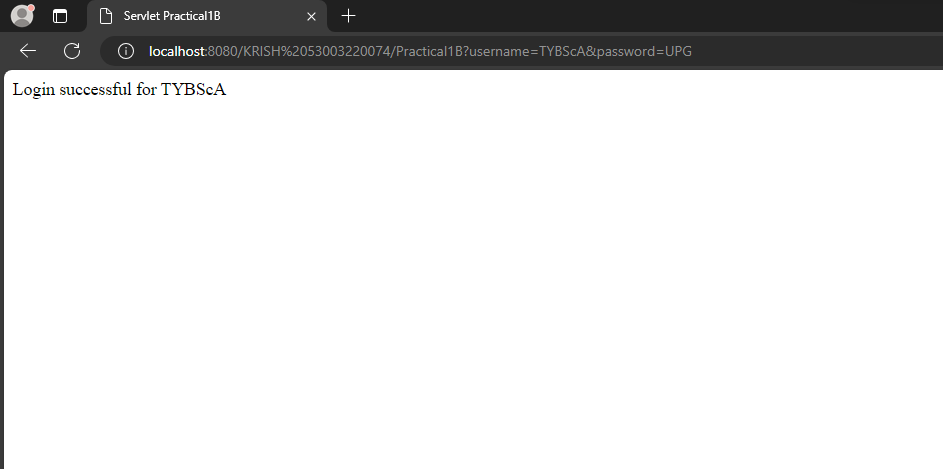 Servlet Practical1B
localhost:8080/KRISH%2053003220074/Practical1B?username=TYBScA&password=UPG
Login successful for TYBScA